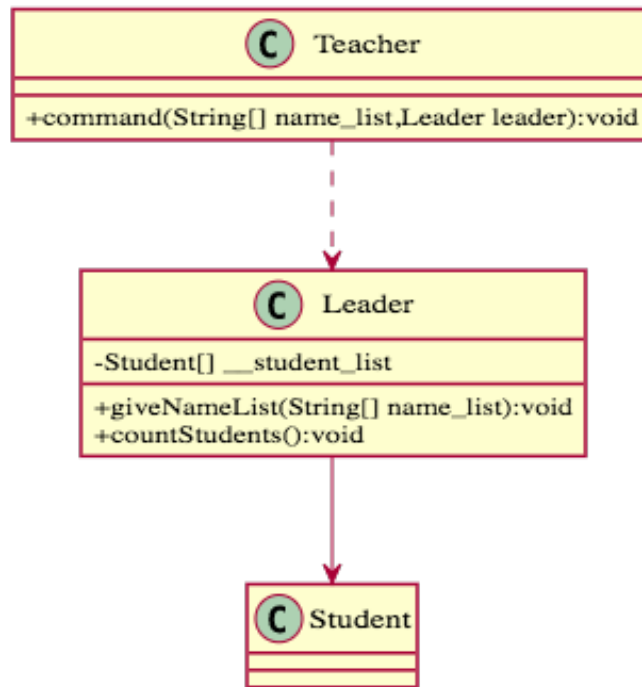 C Teacher
+command(String[] name_list,Leader leader):void
C Leader
-Student[] __student_list
+giveNameList(String[] name_list):void
+countStudents():void
C Student